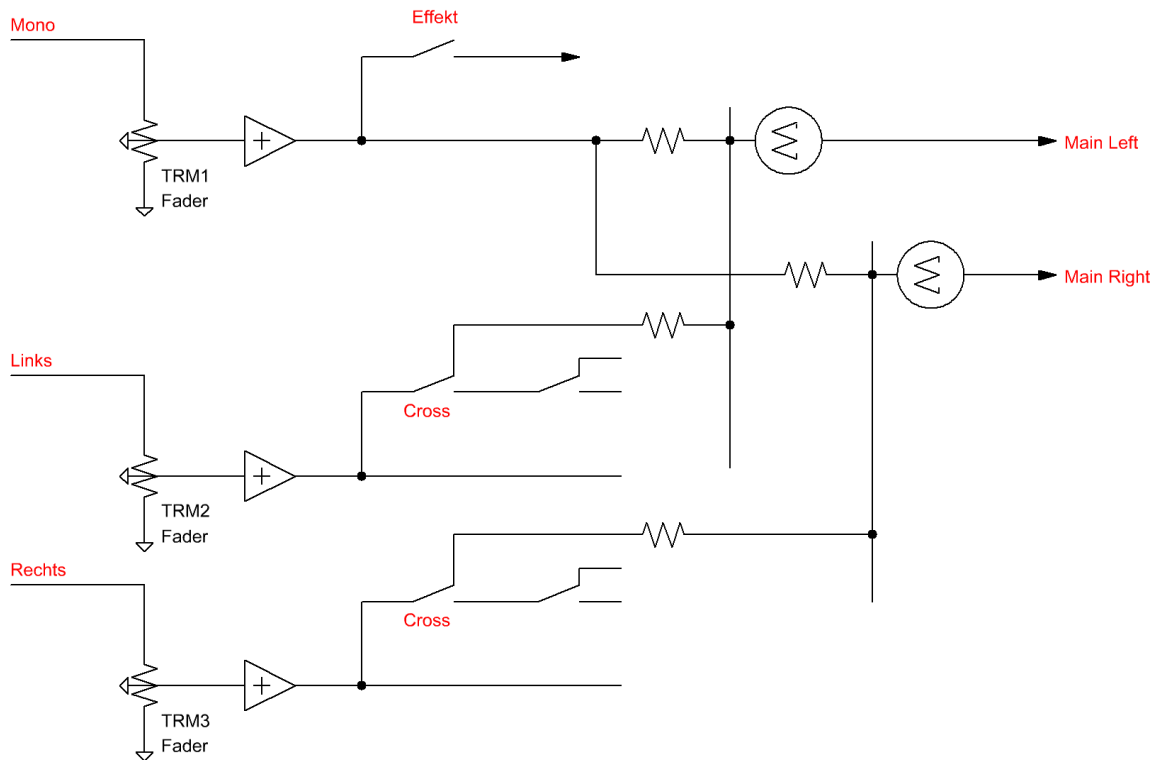 Effekt
Mono
Main Left
TRM1
Fader
Main Right
Links
Cross
TRM2
Fader
Rechts
Cross
TRM3
Fader